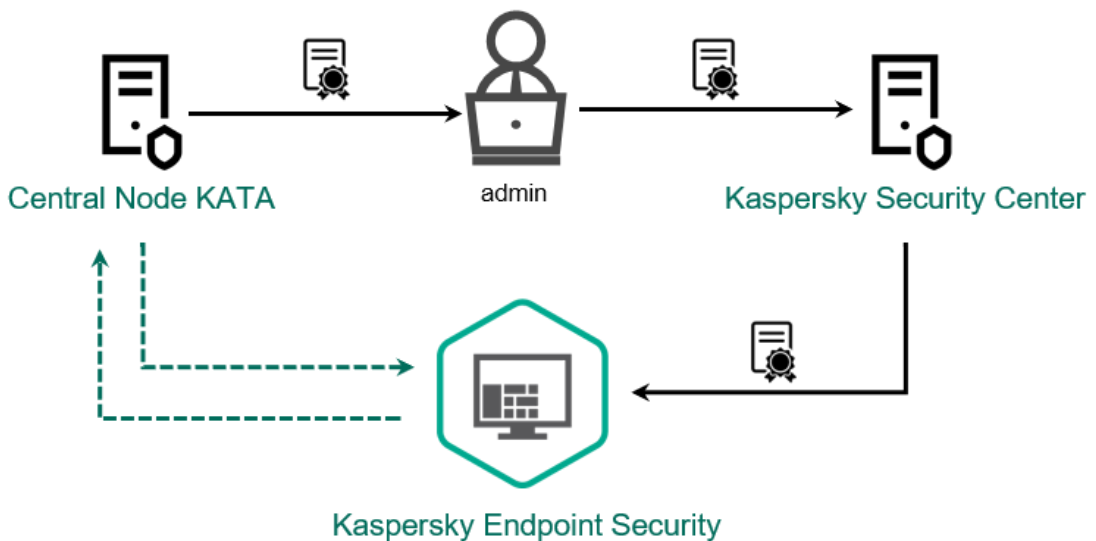 Central Node KATA
admin
Kaspersky Security Center
Kaspersky Endpoint Security